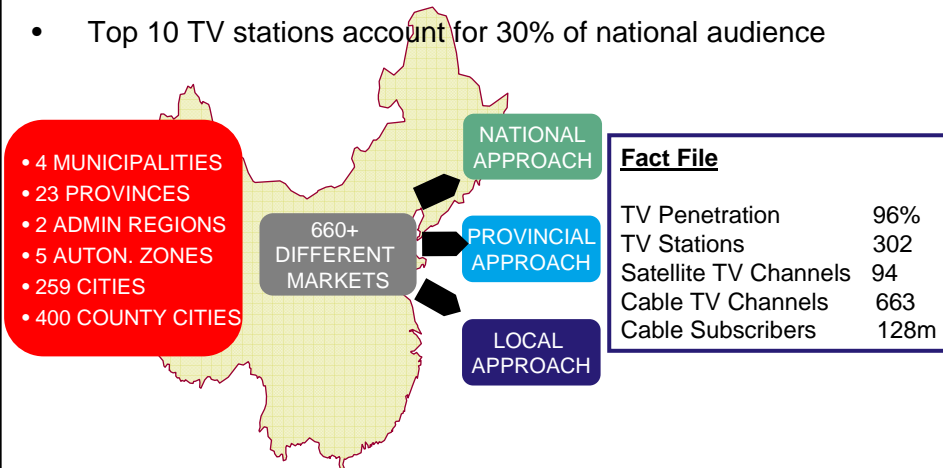 • Top 10 TV stations account for 30% of national audience
• 4 MUNICIPALITIES
• 23 PROVINCES
• 2 ADMIN REGIONS
• 5 AUTON. ZONES
• 259 CITIES
• 400 COUNTY CITIES
660+
DIFFERENT
MARKETS
NATIONAL
APPROACH
PROVINCIAL
APPROACH
LOCAL
APPROACH
Fact File
TV Penetration 96%
TV Stations 302
Satellite TV Channels 94
Cable TV Channels 663
Cable Subscribers 128m